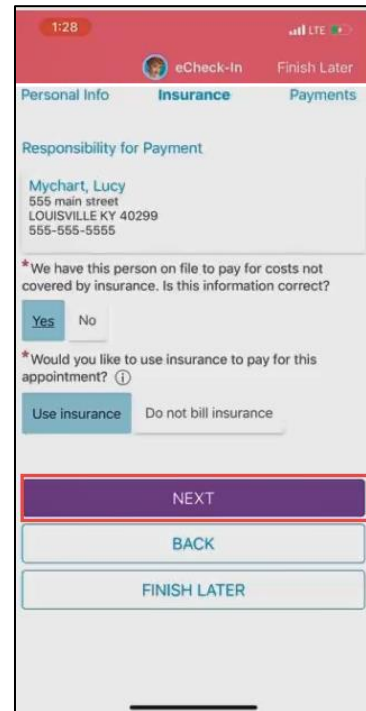 1:28
LTE
eCheck-In Finish Later
Personal Info Insurance Payments
Responsibility for Payment
Mychart, Lucy
555 main street
LOUISVILLE KY 40299
555-555-5555
*We have this person on file to pay for costs not
covered by insurance. Is this information correct?
Yes No
*Would you like to use insurance to pay for this
appointment? ⓘ
Use insurance Do not bill insurance
NEXT
BACK
FINISH LATER